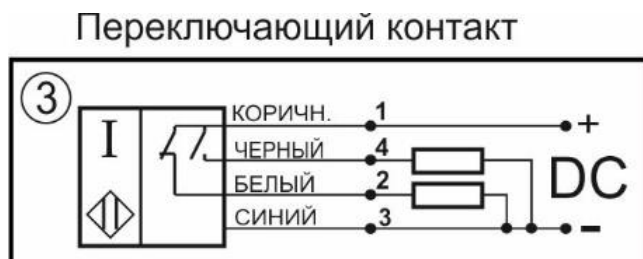 Переключающий контакт
3
I
КОРИЧН. 1 +
ЧЕРНЫЙ 4
DC
БЕЛЫЙ 2
СИНИЙ 3 -